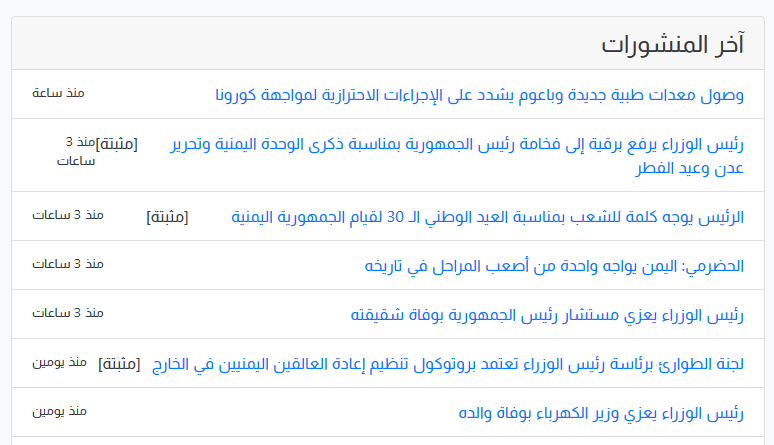 آخر المنشورات
وصول معدات طبية جديدة وباعوم يشدد على الإجراءات الاحترازية لمواجهة كورونا منذ ساعة
رئيس الوزراء يرفع برقية إلى فخامة رئيس الجمهورية بمناسبة ذكرى الوحدة اليمنية وتحرير [مثبتة] منذ 3
عدن وعيد الفطر ساعات
الرئيس يوجه كلمة للشعب بمناسبة العيد الوطني الـ 30 لقيام الجمهورية اليمنية [مثبتة] منذ 3 ساعات
الحضرمي: اليمن يواجه واحدة من أصعب المراحل في تاريخه منذ 3 ساعات
رئيس الوزراء يعزي مستشار رئيس الجمهورية بوفاة شقيقته منذ 3 ساعات
لجنة الطوارئ برئاسة رئيس الوزراء تعتمد بروتوكول تنظيم إعادة العالقين اليمنيين في الخارج [مثبتة] منذ يومين
رئيس الوزراء يعزي وزير الكهرباء بوفاة والده منذ يومين